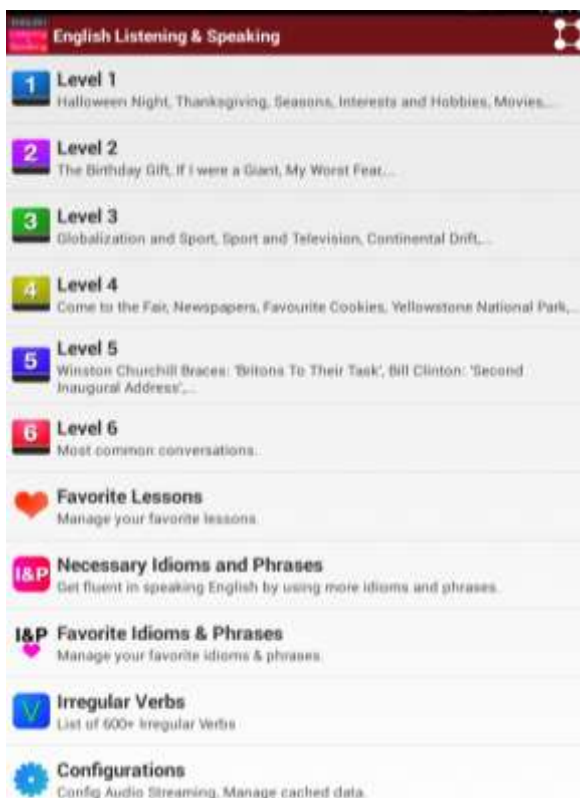 ENGLISH
Listening
&
Speaking
English Listening & Speaking
1
Level 1
Halloween Night, Thanksgiving, Seasons, Interests and Hobbies, Movies,...
2
Level 2
The Birthday Gift, If I were a Giant, My Worst Fear,...
3
Level 3
Globalization and Sport, Sport and Television, Continental Drift,...
4
Level 4
Come to the Fair, Newspapers, Favourite Cookies, Yellowstone National Park,...
5
Level 5
Winston Churchill Braces: 'Britons To Their Task', Bill Clinton: 'Second
Inaugural Address',...
6
Level 6
Most common conversations.
Favorite Lessons
Manage your favorite lessons.
I&P
Necessary Idioms and Phrases
Get fluent in speaking English by using more idioms and phrases.
I&P
Favorite Idioms & Phrases
Manage your favorite idioms & phrases.
V
Irregular Verbs
List of 600+ Irregular Verbs
Configurations
Config Audio Streaming, Manage cached data.